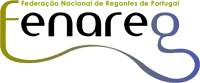 Federação Nacional de Regantes de Portugal
fenareg